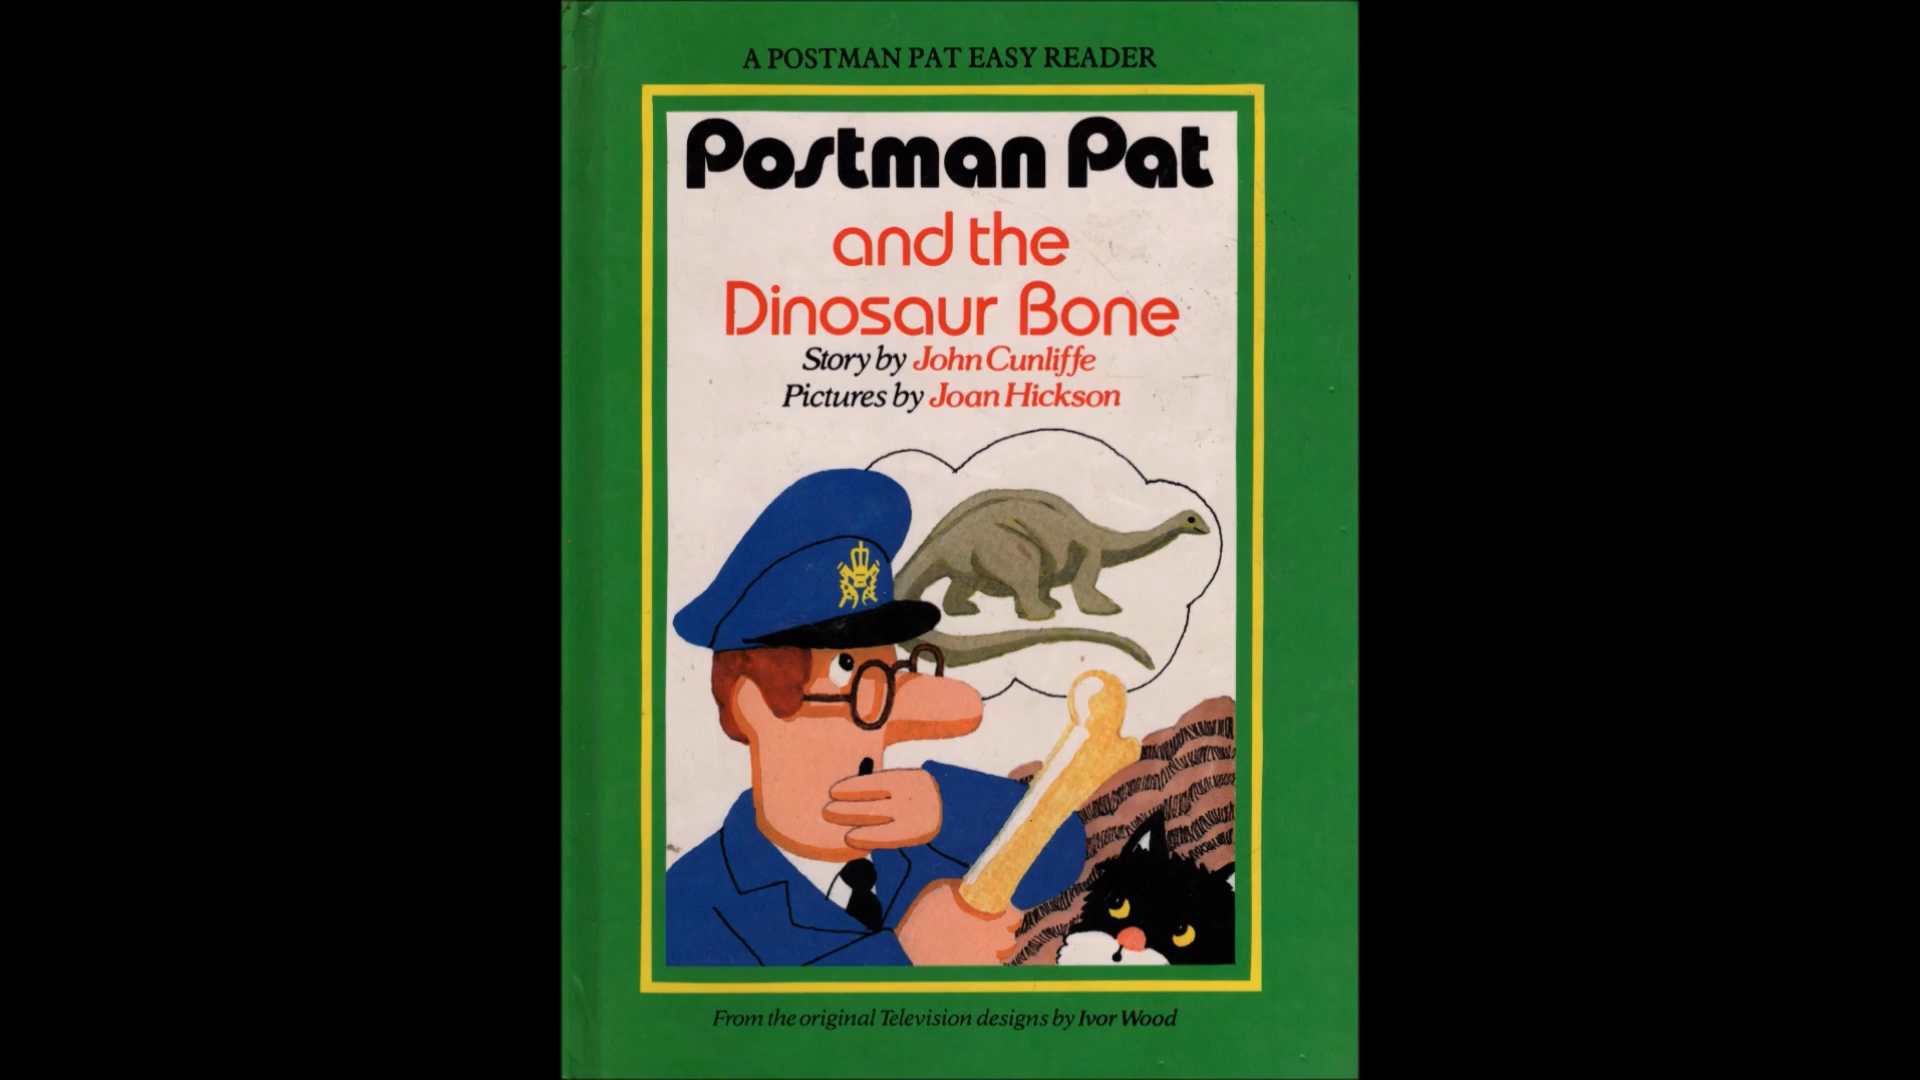 A POSTMAN PAT EASY READER
Postman Pat
and the
Dinosaur Bone
Story by John Cunliffe
Pictures by Joan Hickson
From the original Television designs by Ivor Wood